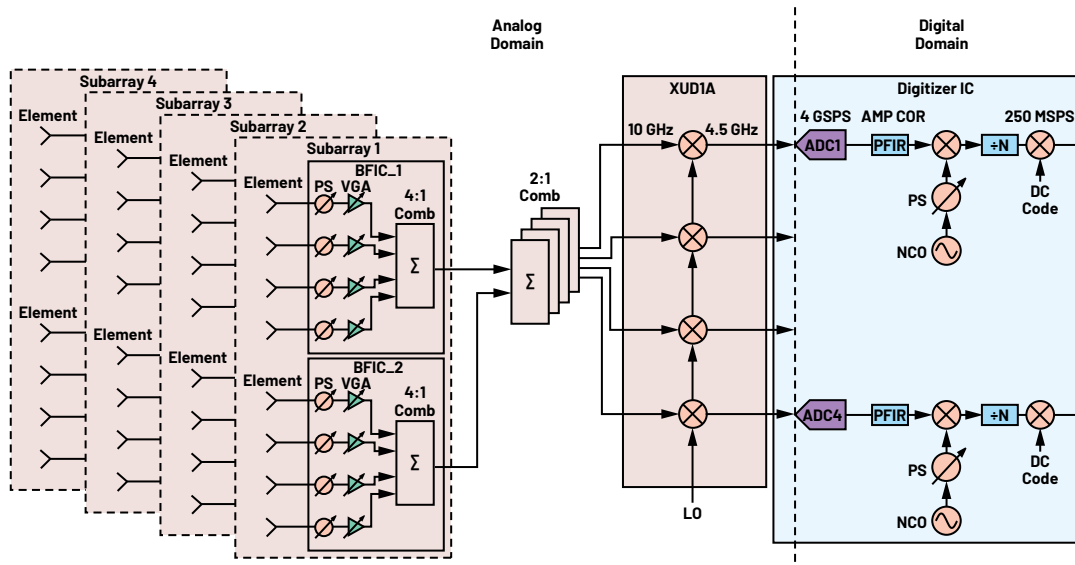 Analog
Domain
Digital
Domain
Subarray 4
Element
Element
Subarray 3
Element
Element
Subarray 2
Element
Element
Subarray 1
Element
BFIC_1
PS VGA
4:1
Comb
Σ
Element
BFIC_2
PS VGA
4:1
Comb
Σ
2:1
Comb
Σ
XUD1A
10 GHz
4.5 GHz
LO
Digitizer IC
4 GSPS
AMP COR
250 MSPS
ADC1
PFIR
÷N
PS
DC
Code
NCO
ADC4
PFIR
÷N
PS
DC
Code
NCO